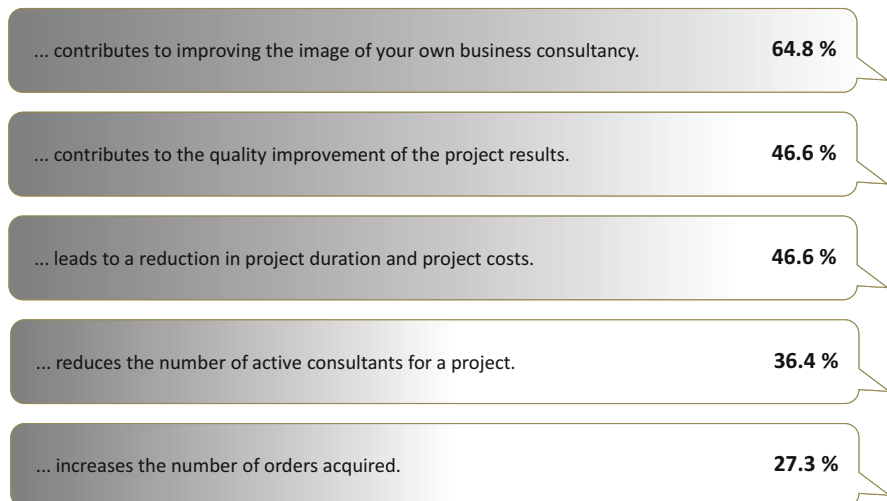 ... contributes to improving the image of your own business consultancy. 64.8 %
... contributes to the quality improvement of the project results. 46.6 %
... leads to a reduction in project duration and project costs. 46.6 %
... reduces the number of active consultants for a project. 36.4 %
... increases the number of orders acquired. 27.3 %